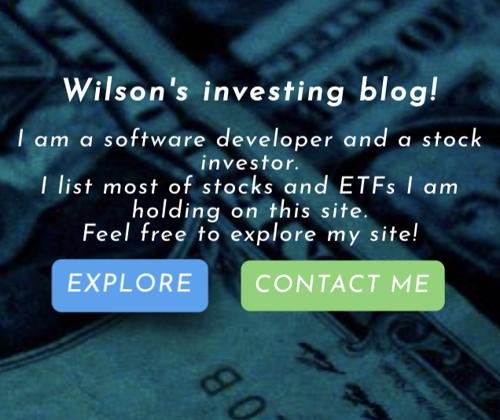 Wilson's investing blog!
I am a software developer and a stock
investor.
I list most of stocks and ETFs I am
holding on this site.
Feel free to explore my site!
EXPLORE
CONTACT ME